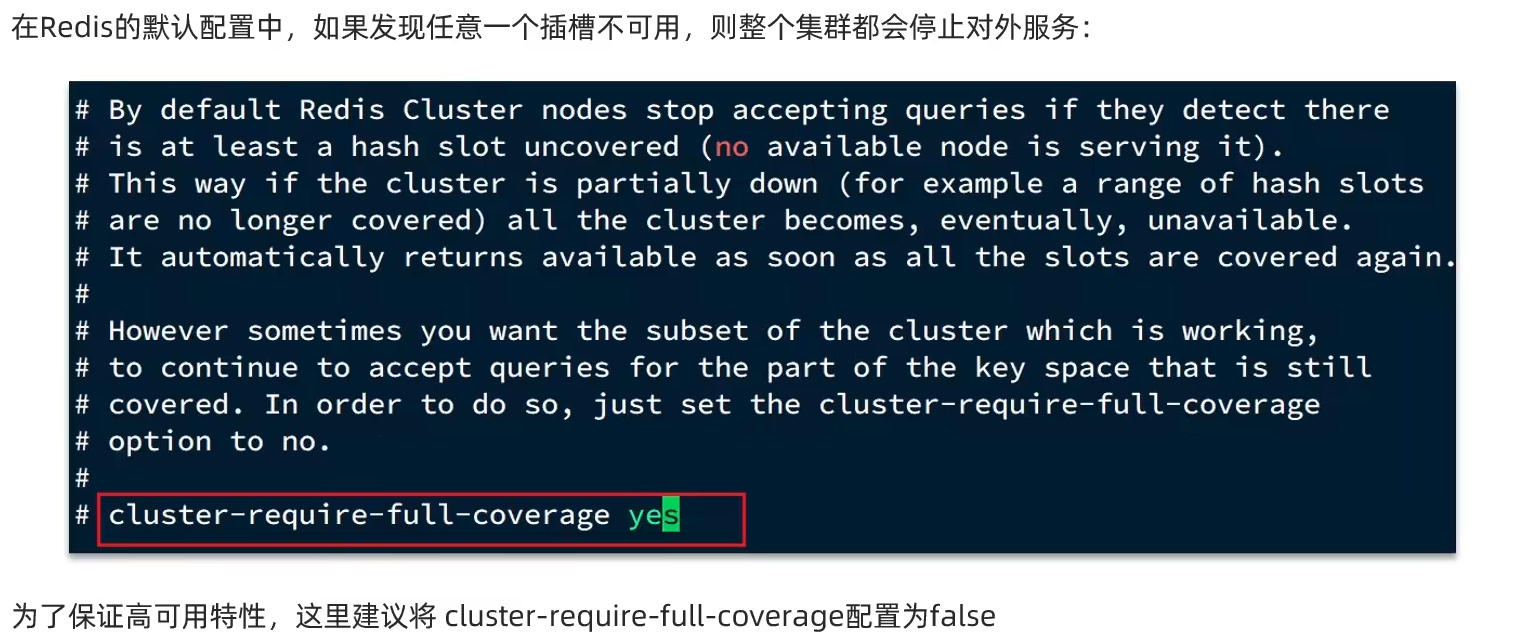 在Redis的默认配置中，如果发现任意一个插槽不可用，则整个集群都会停止对外服务：
# By default Redis Cluster nodes stop accepting queries if they detect there
# is at least a hash slot uncovered (no available node is serving it).
# This way if the cluster is partially down (for example a range of hash slots
# are no longer covered) all the cluster becomes, eventually, unavailable.
# It automatically returns available as soon as all the slots are covered again.
#
# However sometimes you want the subset of the cluster which is working,
# to continue to accept queries for the part of the key space that is still
# covered. In order to do so, just set the cluster-require-full-coverage
# option to no.
#
# cluster-require-full-coverage yes
为了保证高可用特性，这里建议将 cluster-require-full-coverage配置为false